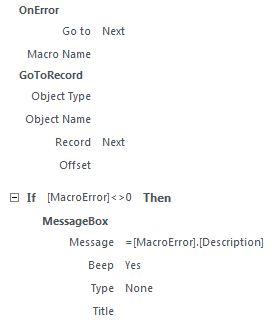 OnError
Go to Next
Macro Name
GoToRecord
Object Type
Object Name
Record Next
Offset
If [MacroError]<>0 Then
MessageBox
Message =[MacroError].[Description]
Beep Yes
Type None
Title